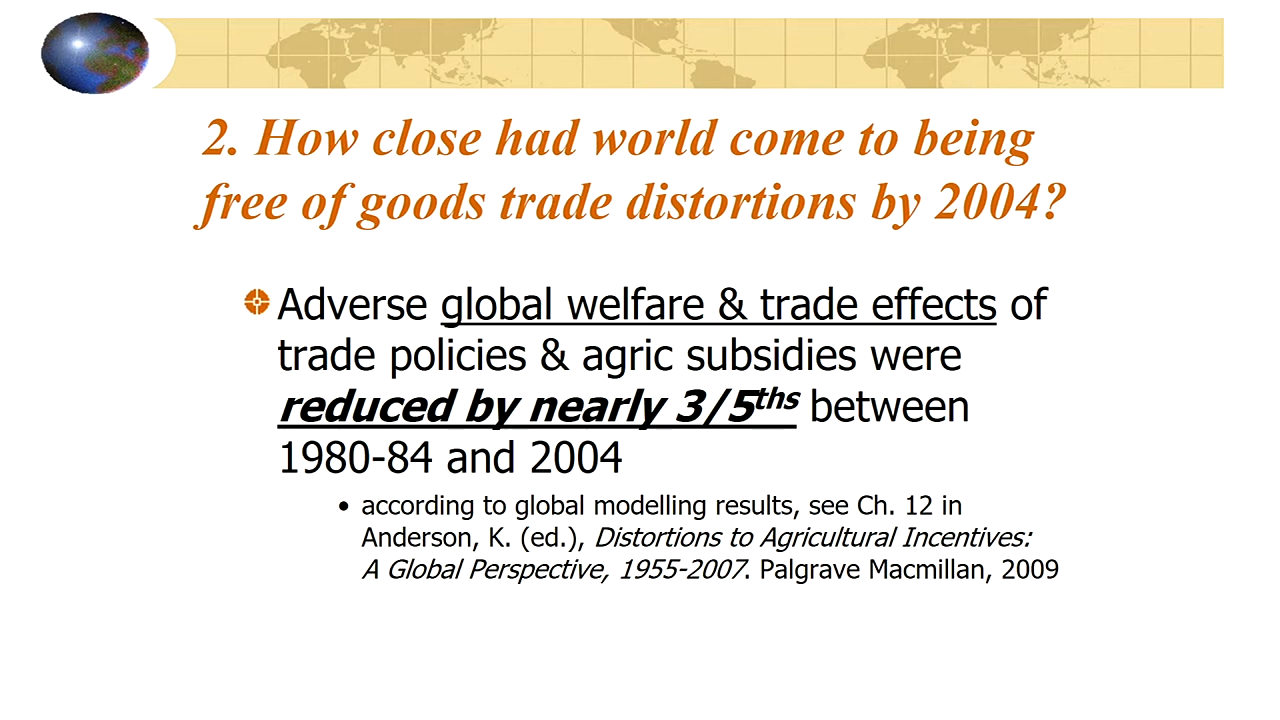 2. How close had world come to being
free of goods trade distortions by 2004?
Adverse global welfare & trade effects of
trade policies & agric subsidies were
reduced by nearly 3/5ths between
1980-84 and 2004
• according to global modelling results, see Ch. 12 in
Anderson, K. (ed.), Distortions to Agricultural Incentives:
A Global Perspective, 1955-2007. Palgrave Macmillan, 2009